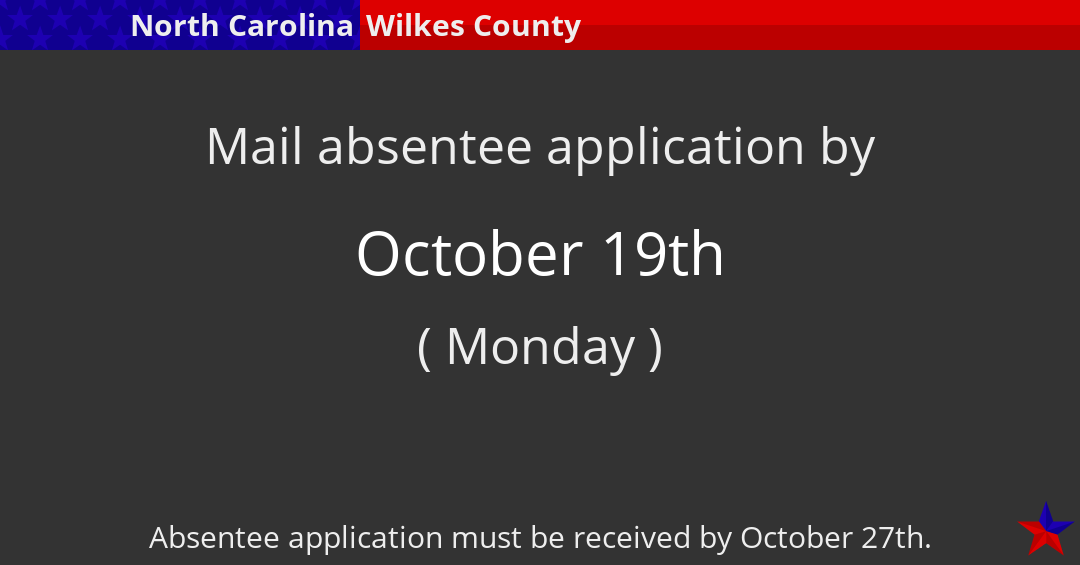 North Carolina Wilkes County
Mail absentee application by
October 19th
( Monday )
Absentee application must be received by October 27th.